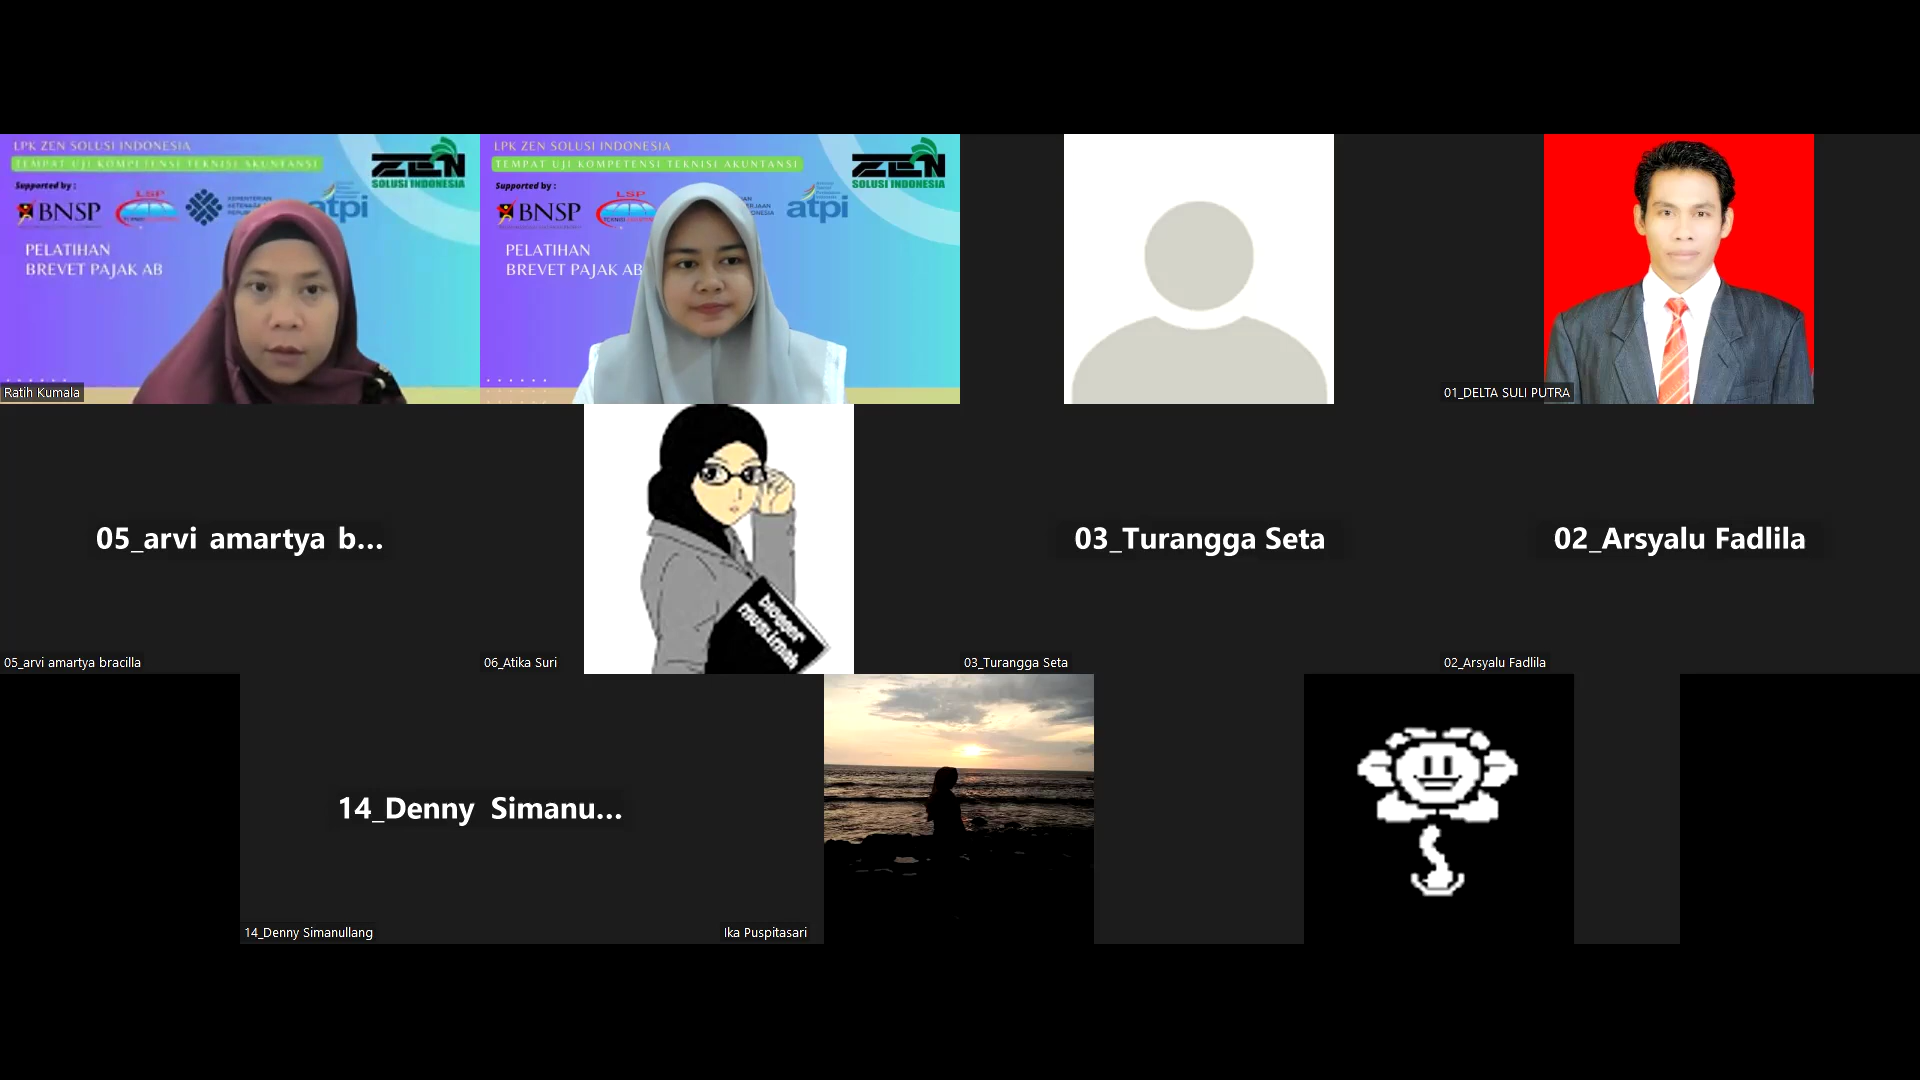 LPK ZEN SOLUSI INDONESIA
TEMPAT UJI KOMPETENSI TEKNISI AKUNTANSI
ZEN
SOLUSI INDONESIA
Supported by :
BNSP
LSP
KEMENTERIAN
atpi
PELATIHAN
BREVET PAJAK AB
Ratih Kumala
LPK ZEN SOLUSI INDONESIA
TEMPAT UJI KOMPETENSI TEKNISI AKUNTANSI
ZEN
SOLUSI INDONESIA
Supported by :
BNSP
LSP
atpi
PELATIHAN
BREVET PAJAK AB
01_DELTA SULI PUTRA
05_arvi amartya b...
05_arvi amartya bracilla
06_Atika Suri
blogger
muslimah
03_Turangga Seta
03_Turangga Seta
02_Arsyalu Fadlila
02_Arsyalu Fadlila
14_Denny Simanu...
14_Denny Simanullang
Ika Puspitasari